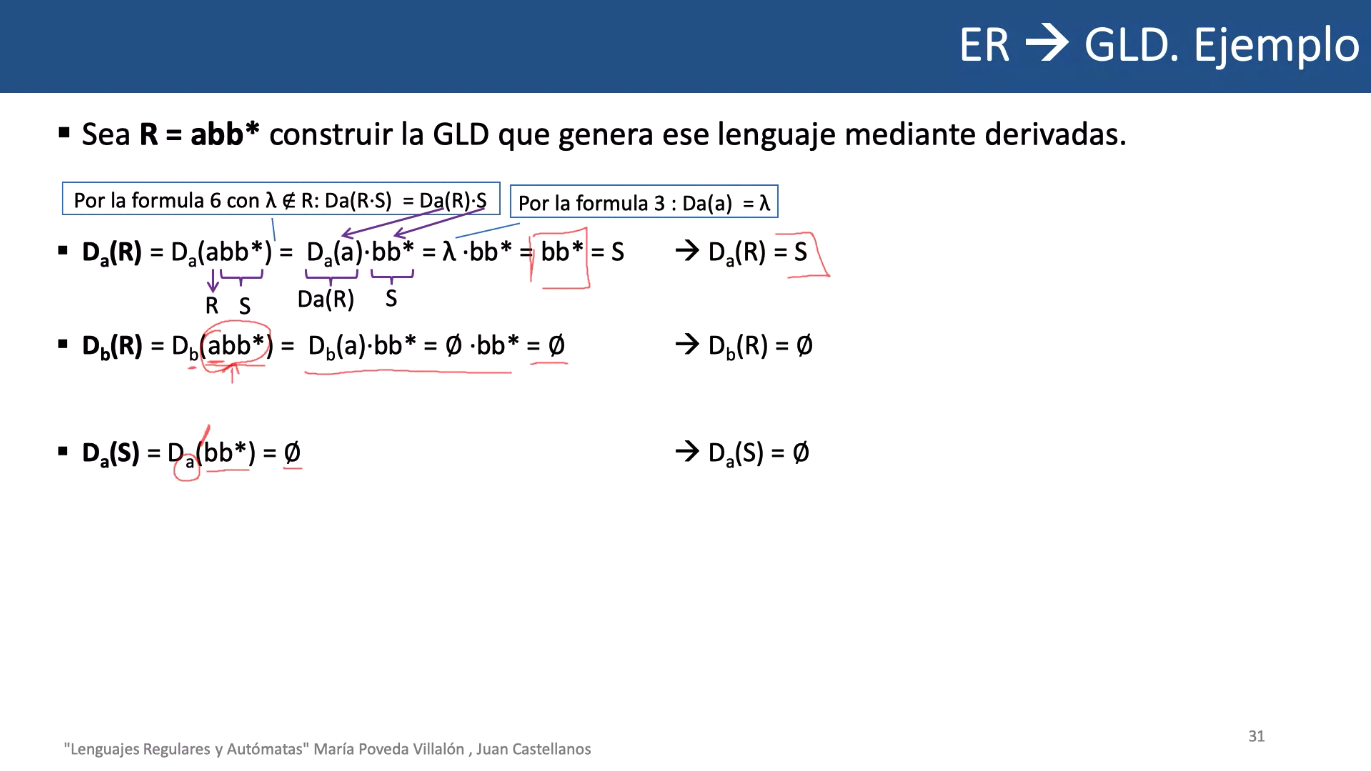 ER → GLD. Ejemplo
▪ Sea R = abb* construir la GLD que genera ese lenguaje mediante derivadas.
Por la formula 6 con λ ∉ R: Da(R·S) = Da(R)·S
Por la formula 3 : Da(a) = λ
▪ Da(R) = Da(abb*) = Da(a)·bb* = λ ·bb* = bb* = S → Da(R) = S
R S Da(R) S
▪ Db(R) = Db(abb*) = Db(a)·bb* = Ø ·bb* = Ø → Db(R) = Ø
▪ Da(S) = Da(bb*) = Ø → Da(S) = Ø
"Lenguajes Regulares y Autómatas" María Poveda Villalón , Juan Castellanos
31